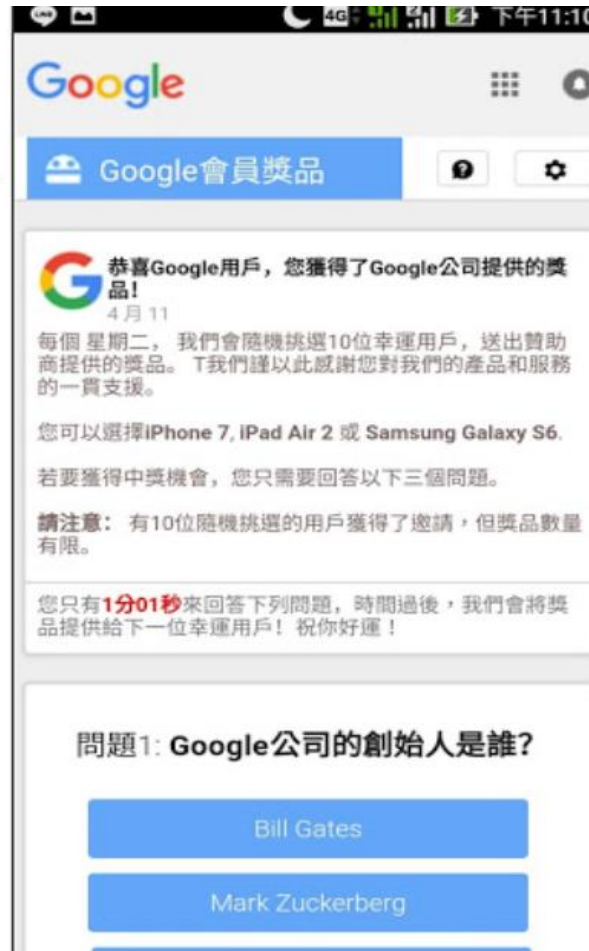 LINE 4G 下午11:10
Google
Google會員獎品
恭喜Google用戶，您獲得了Google公司提供的獎
品！
4 月 11
每個 星期二， 我們會隨機挑選10位幸運用戶，送出贊助
商提供的獎品。 T我們謹以此感謝您對我們的產品和服務
的一貫支援。
您可以選擇iPhone 7, iPad Air 2 或 Samsung Galaxy S6.
若要獲得中獎機會，您只需要回答以下三個問題。
請注意： 有10位隨機挑選的用戶獲得了邀請，但獎品數量
有限。
您只有1分01秒來回答下列問題，時間過後，我們會將獎
品提供給下一位幸運用戶！祝你好運！
問題1: Google公司的創始人是誰？
Bill Gates
Mark Zuckerberg